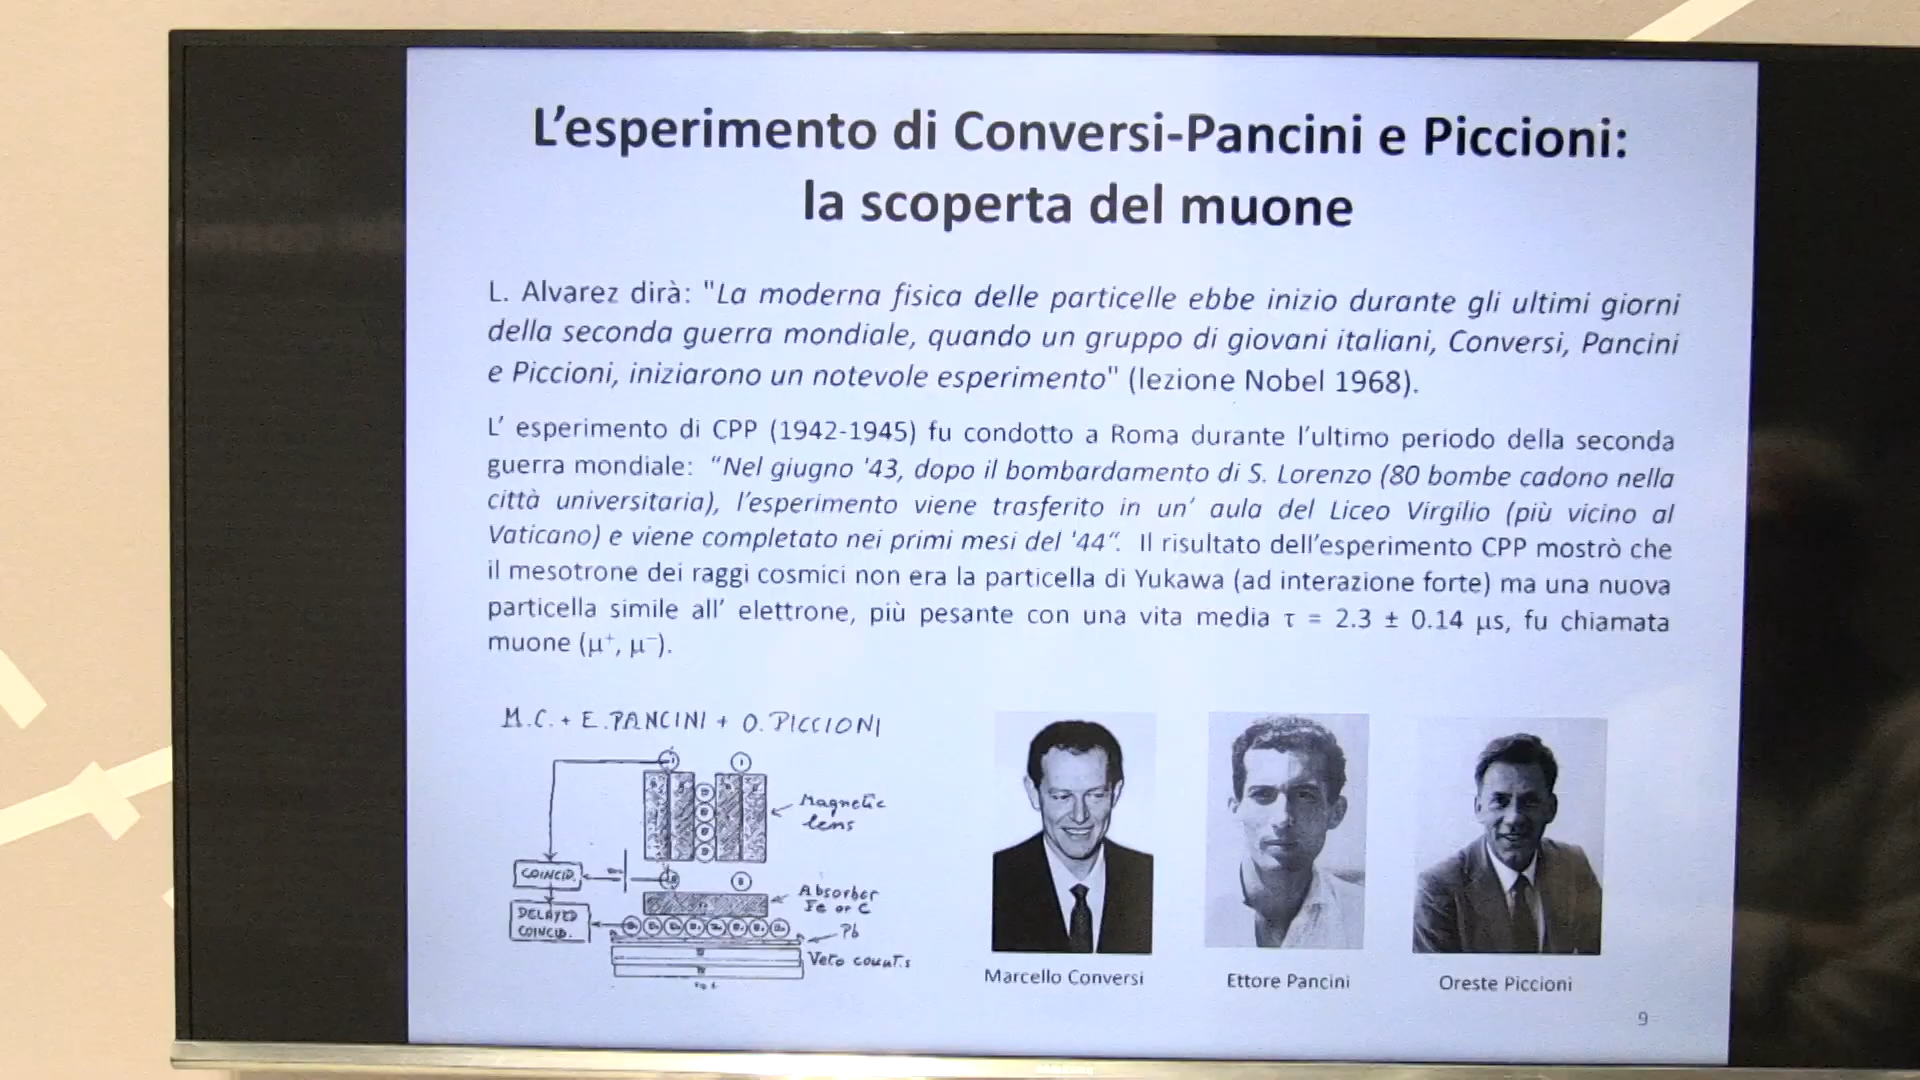 L'esperimento di Conversi-Pancini e Piccioni:
la scoperta del muone
L. Alvarez dirà: "La moderna fisica delle particelle ebbe inizio durante gli ultimi giorni
della seconda guerra mondiale, quando un gruppo di giovani italiani, Conversi, Pancini
e Piccioni, iniziarono un notevole esperimento" (lezione Nobel 1968).
L' esperimento di CPP (1942-1945) fu condotto a Roma durante l'ultimo periodo della seconda
guerra mondiale: “Nel giugno '43, dopo il bombardamento di S. Lorenzo (80 bombe cadono nella
città universitaria), l'esperimento viene trasferito in un' aula del Liceo Virgilio (più vicino al
Vaticano) e viene completato nei primi mesi del '44“. Il risultato dell'esperimento CPP mostrò che
il mesotrone dei raggi cosmici non era la particella di Yukawa (ad interazione forte) ma una nuova
particella simile all' elettrone, più pesante con una vita media τ = 2.3 ± 0.14 μs, fu chiamata
muone (μ⁺, μ⁻).
M.C. + E. PANCINI + O. PICCIONI
Magnetic
lens
COINCID.
Absorber
Fe or C
DELAYED
COINCID.
Pb
Veto count.s
Marcello Conversi
Ettore Pancini
Oreste Piccioni
9